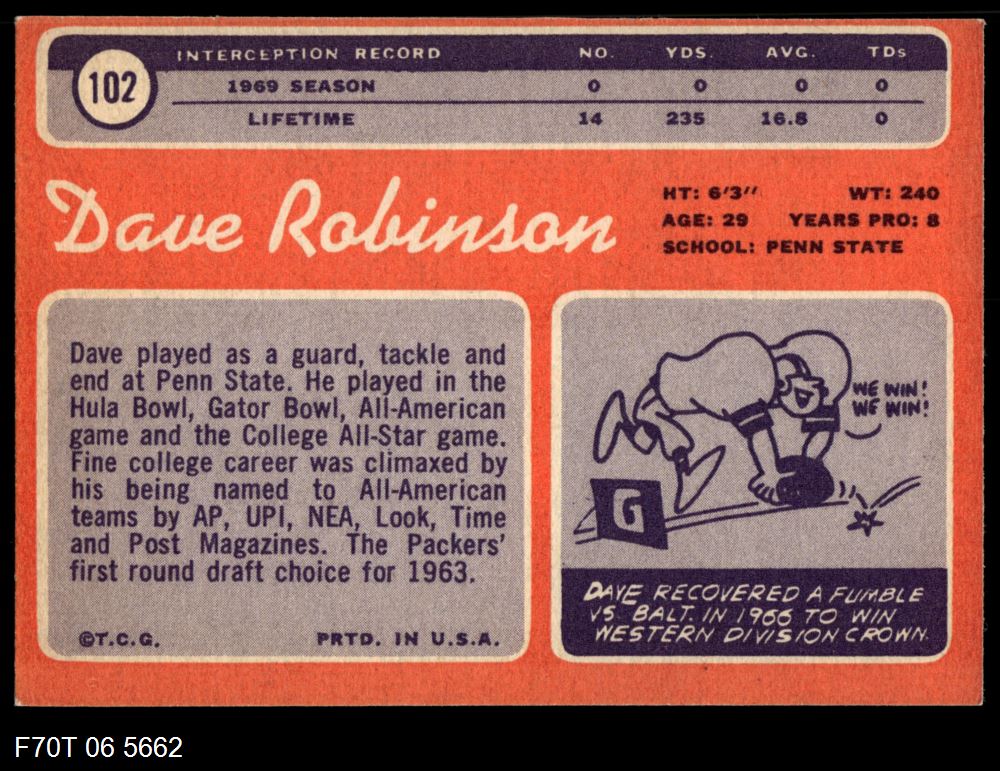 102
INTERCEPTION RECORD NO. YDS. AVG. TDs
1969 SEASON 0 0 0 0
LIFETIME 14 235 16.8 0
Dave Robinson
HT: 6'3" WT: 240
AGE: 29 YEARS PRO: 8
SCHOOL: PENN STATE
Dave played as a guard, tackle and
end at Penn State. He played in the
Hula Bowl, Gator Bowl, All-American
game and the College All-Star game.
Fine college career was climaxed by
his being named to All-American
teams by AP, UPI, NEA, Look, Time
and Post Magazines. The Packers'
first round draft choice for 1963.
©T.C.G. PRTD. IN U.S.A.
WE WIN!
WE WIN!
G
DAVE RECOVERED A FUMBLE
VS. BALT. IN 1966 TO WIN
WESTERN DIVISION CROWN.
F70T 06 5662